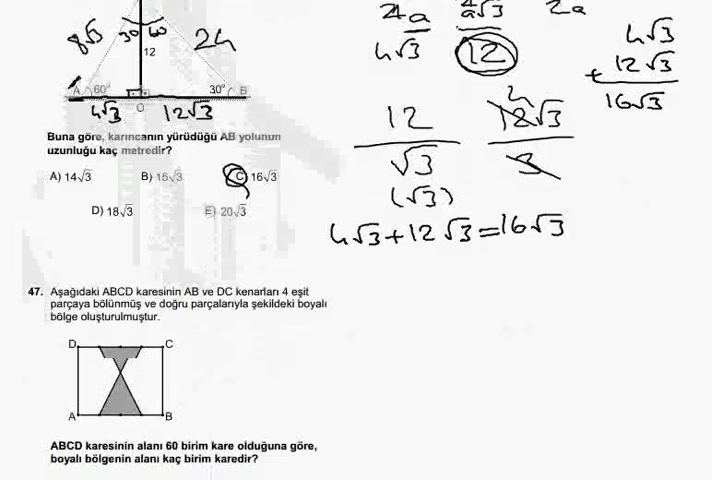 8√3 30 60 24
12
A 60° 30° B
4√3 O 12√3
Buna göre, karıncanın yürüdüğü AB yolunun
uzunluğu kaç metredir?
A) 14√3 B) 15√3 C) 16√3
D) 18√3 E) 20√3
a a√3 2a
4√3 12
4√3
+ 12√3
16√3
12 12√3
√3 3
(√3)
4√3+12√3=16√3
47. Aşağıdaki ABCD karesinin AB ve DC kenarları 4 eşit
parçaya bölünmüş ve doğru parçalarıyla şekildeki boyalı
bölge oluşturulmuştur.
D C
A B
ABCD karesinin alanı 60 birim kare olduğuna göre,
boyalı bölgenin alanı kaç birim karedir?